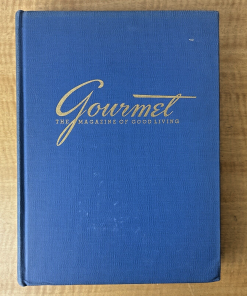 Gourmet
THE MAGAZINE OF GOOD LIVING